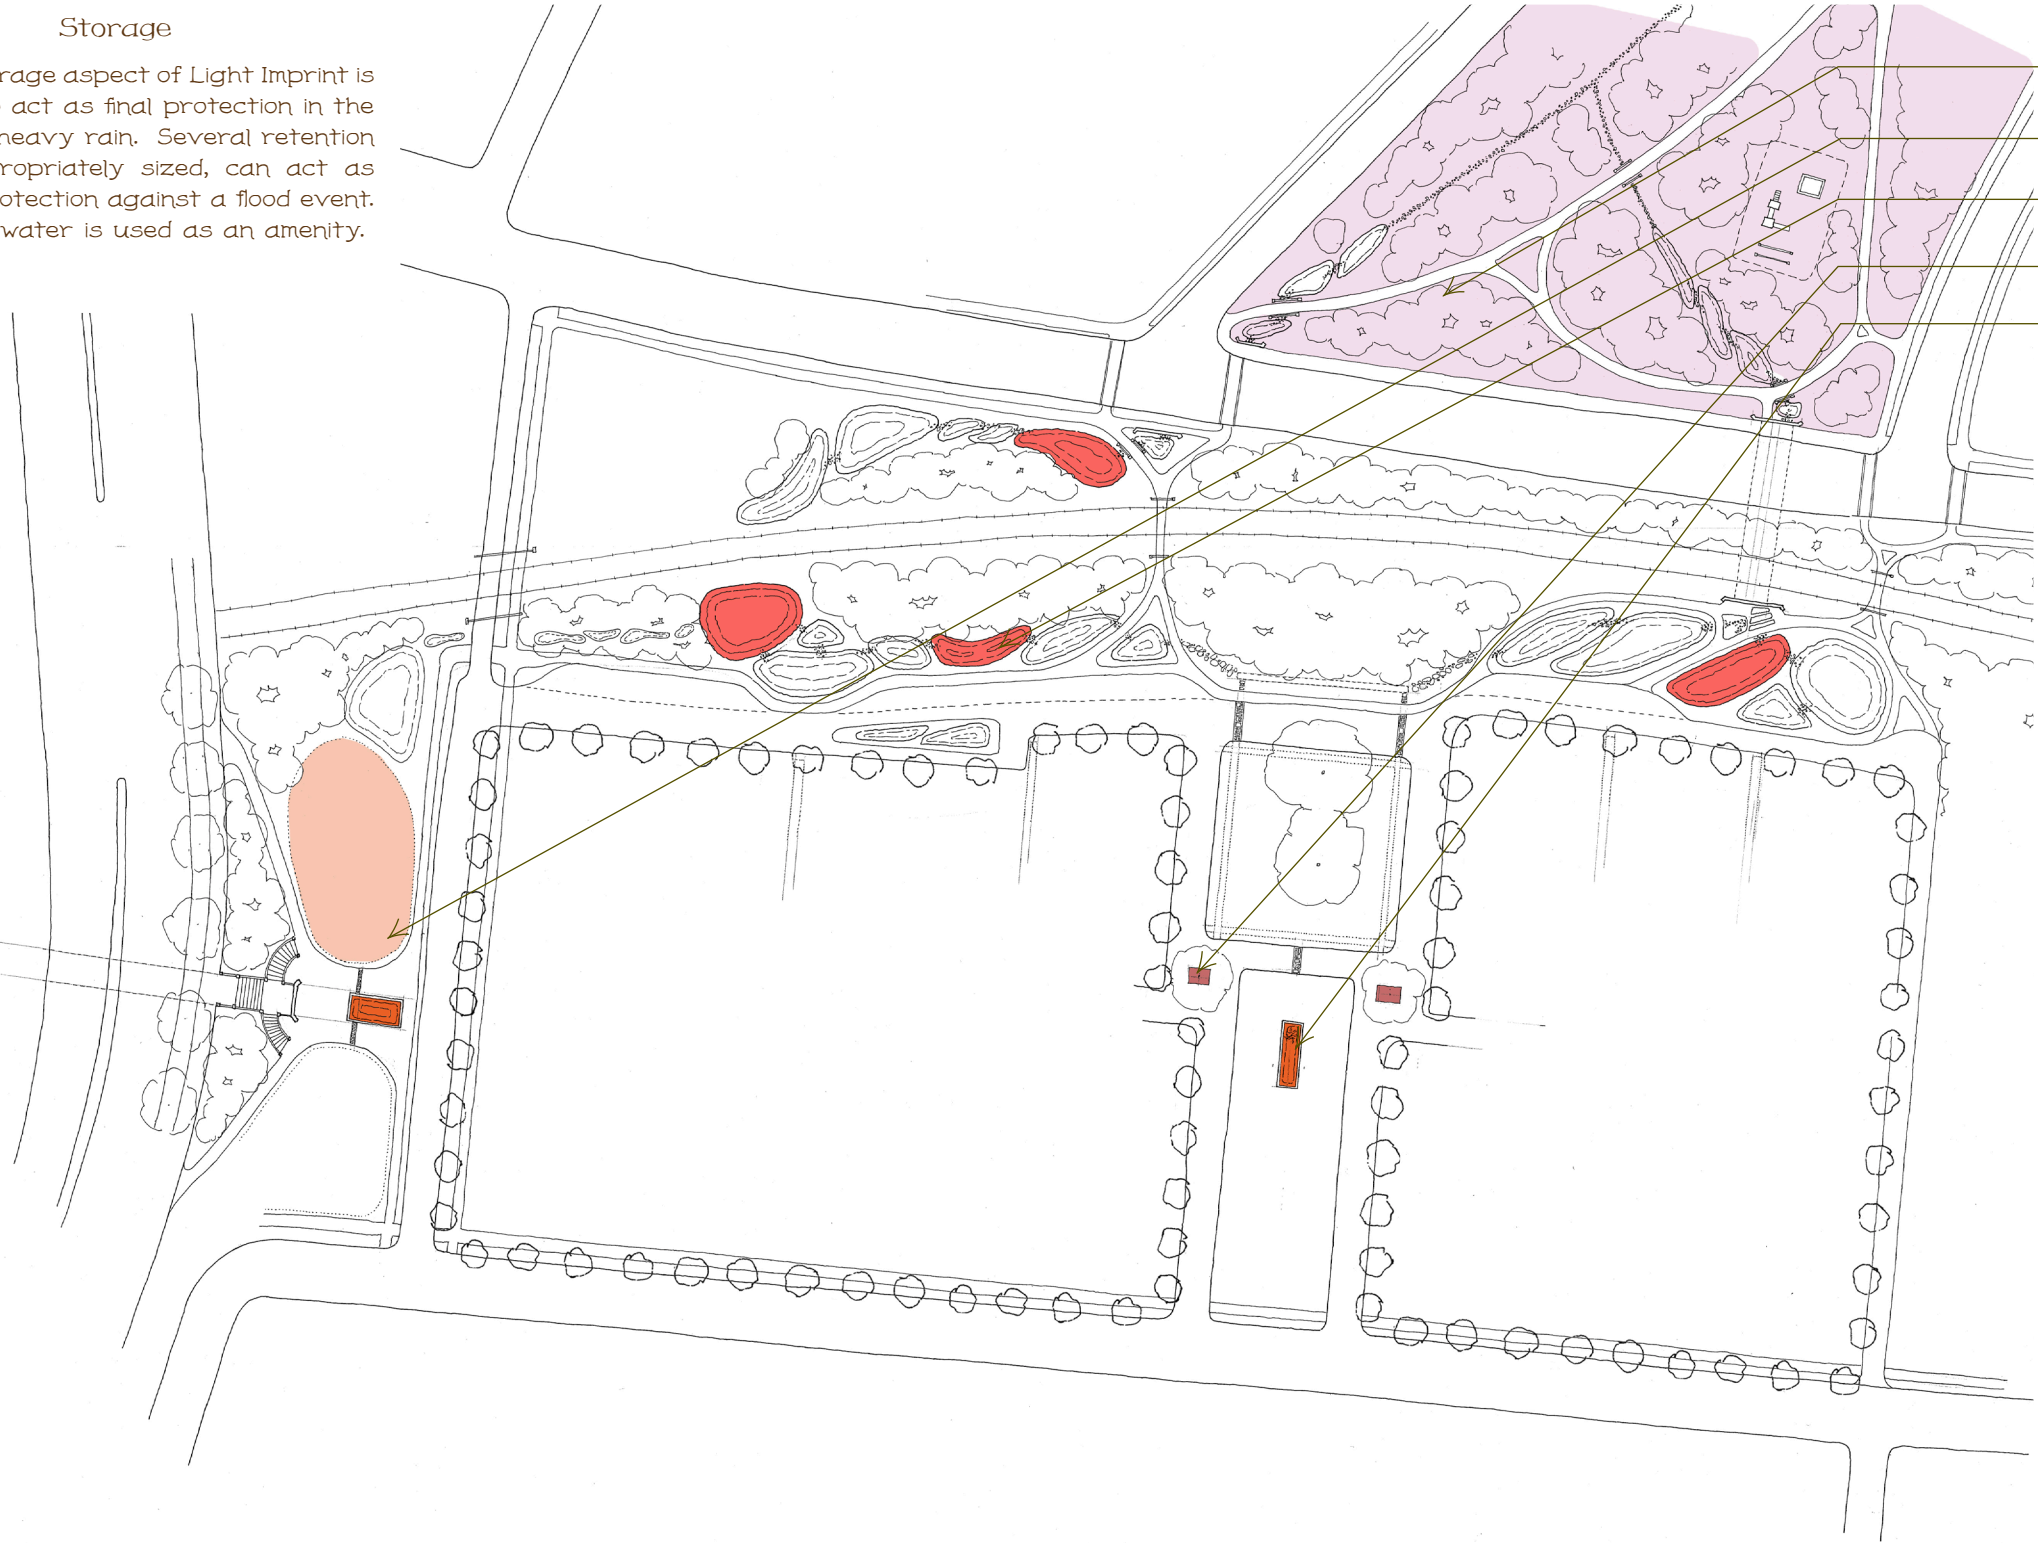 Storage
rage aspect of Light Imprint is
act as final protection in the
heavy rain. Several retention
ropriately sized, can act as
otection against a flood event.
water is used as an amenity.